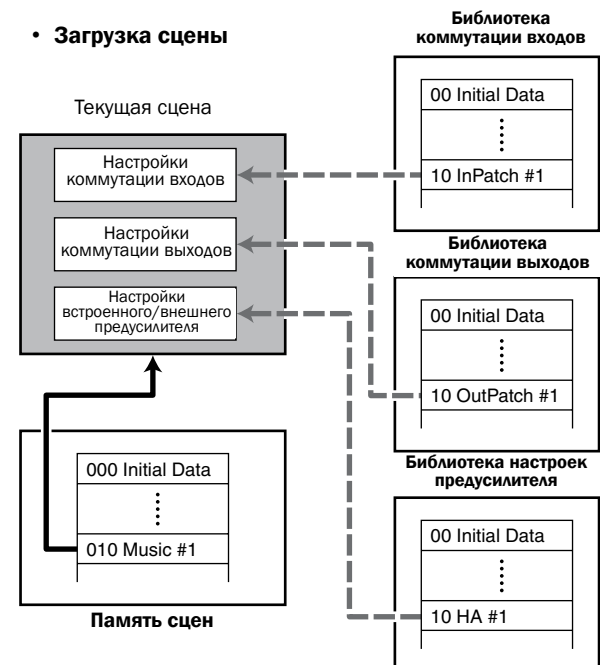 • Загрузка сцены
Текущая сцена
Настройки
коммутации входов
Настройки
коммутации выходов
Настройки
встроенного/внешнего
предусилителя
000 Initial Data
010 Music #1
Память сцен
Библиотека
коммутации входов
00 Initial Data
10 InPatch #1
Библиотека
коммутации выходов
00 Initial Data
10 OutPatch #1
Библиотека настроек
предусилителя
00 Initial Data
10 HA #1